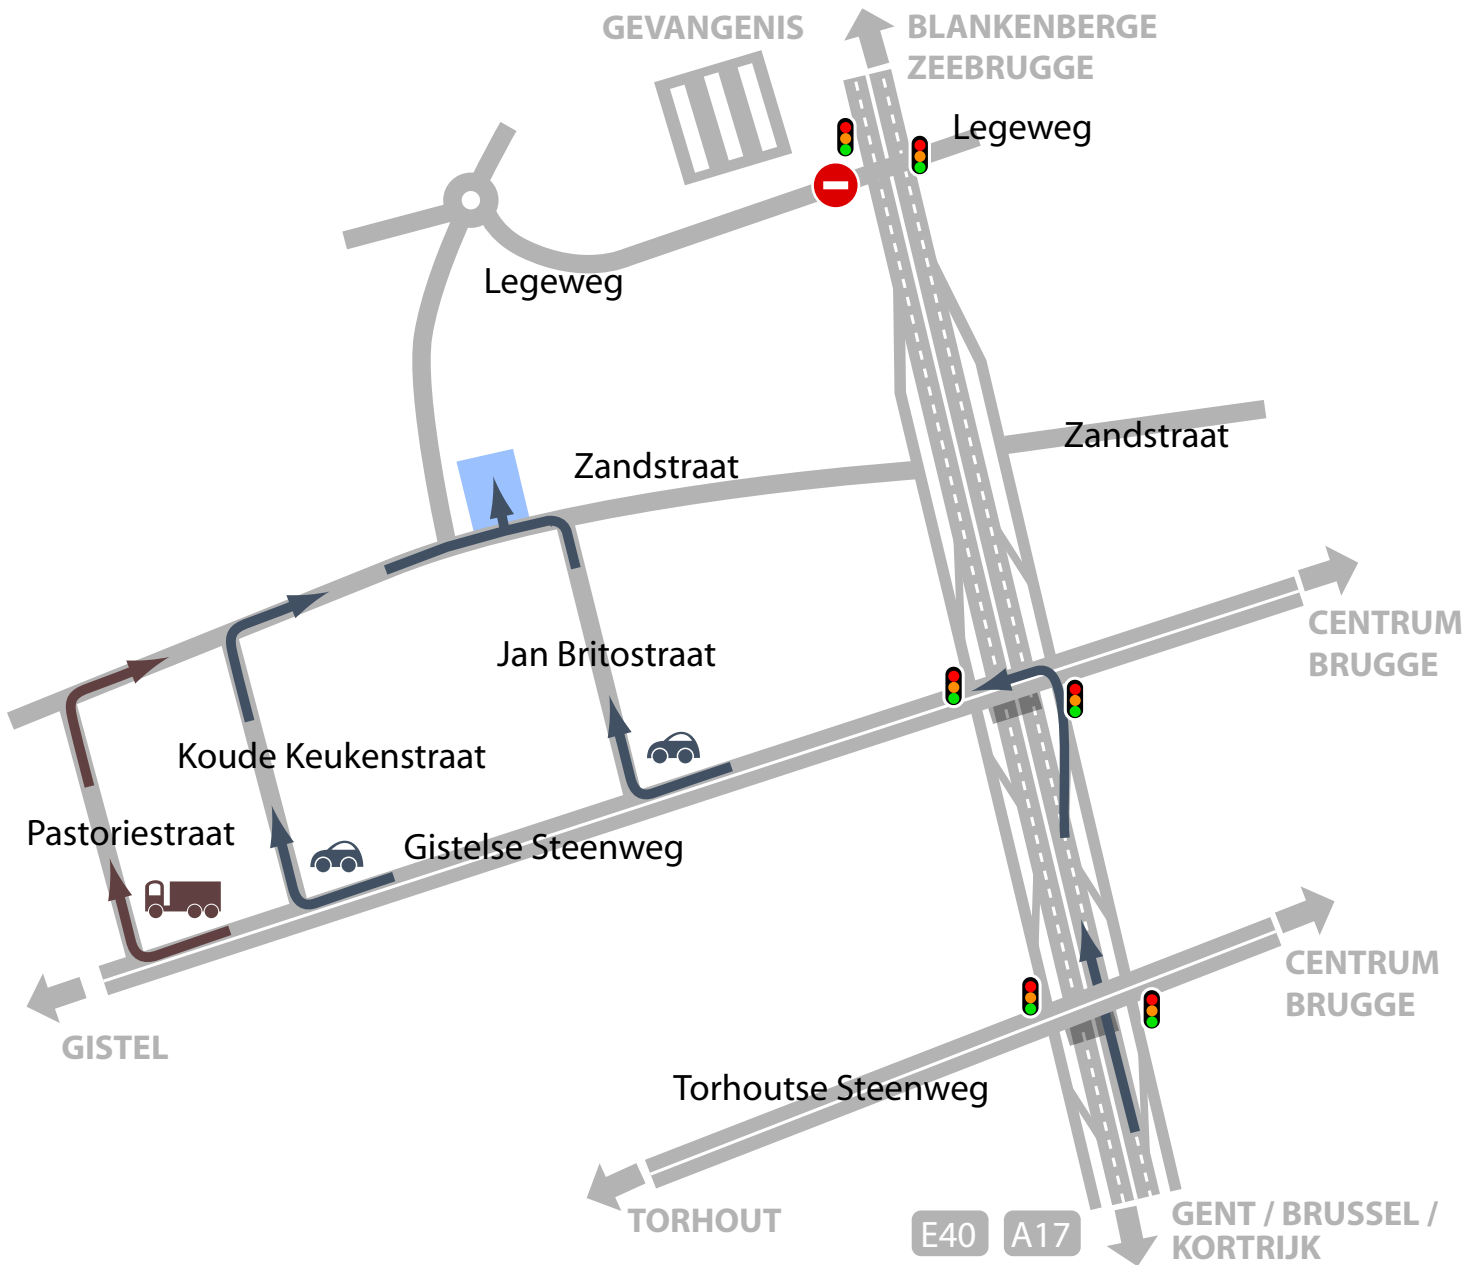 GEVANGENIS
BLANKENBERGE
ZEEBRUGGE
Legeweg
Legeweg
Zandstraat
Zandstraat
CENTRUM
BRUGGE
Jan Britostraat
Koude Keukenstraat
Pastoriestraat
Gistelse Steenweg
CENTRUM
BRUGGE
GISTEL
Torhoutse Steenweg
TORHOUT
E40 A17
GENT / BRUSSEL /
KORTRIJK